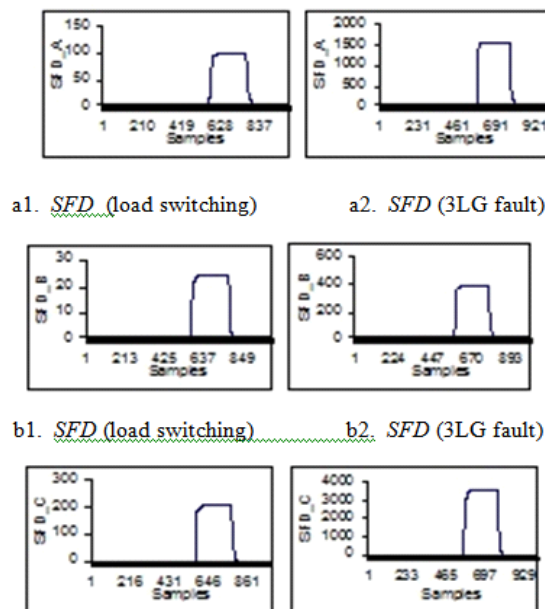 150
100
50
0
SFD_A
1 210 419 628 837
Samples
2000
1500
1000
500
0
SFD_A
1 231 461 691 921
Samples
a1. SFD (load switching)
a2. SFD (3LG fault)
30
20
10
0
SFD_B
1 213 425 637 849
Samples
600
400
200
0
SFD_B
1 224 447 670 893
Samples
b1. SFD (load switching)
b2. SFD (3LG fault)
300
200
100
0
SFD_C
1 216 431 646 861
Samples
4000
3000
2000
1000
0
SFD_C
1 233 465 697 929
Samples